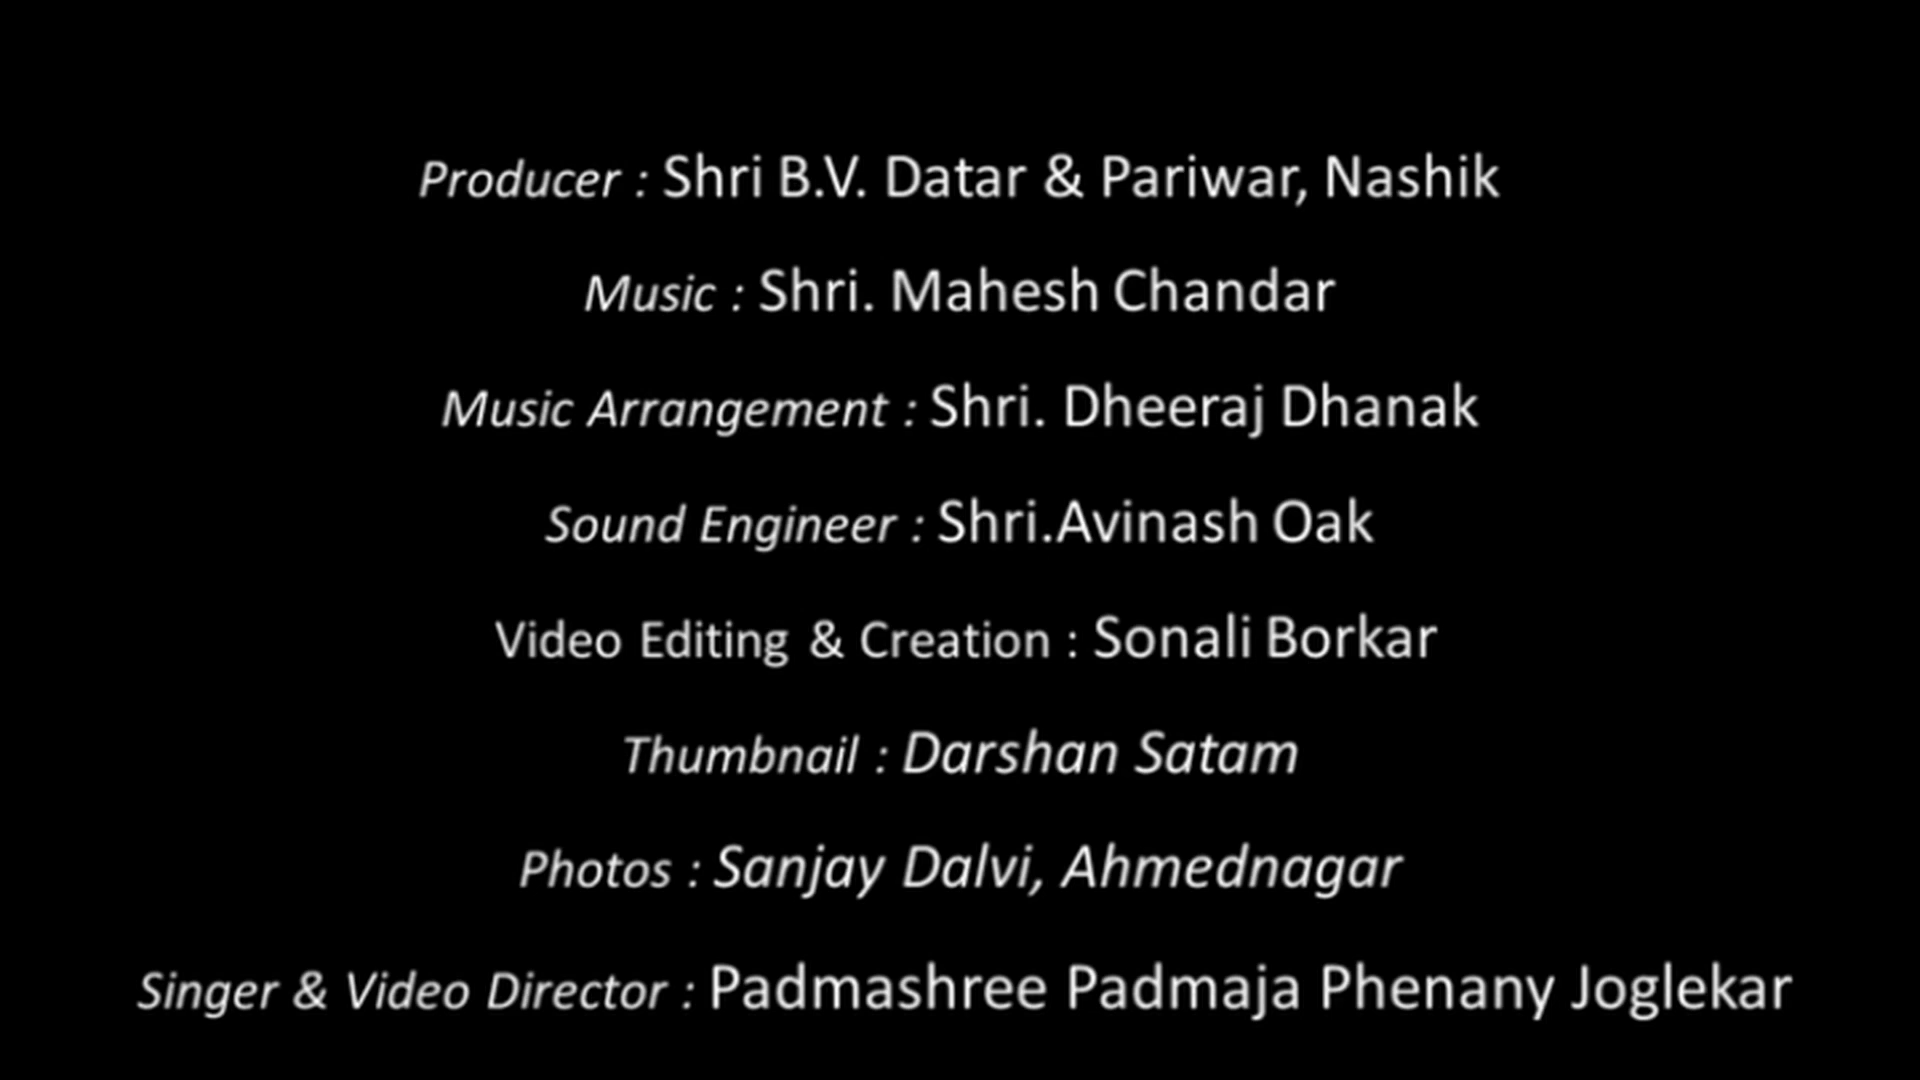 Producer : Shri B.V. Datar & Pariwar, Nashik
Music : Shri. Mahesh Chandar
Music Arrangement : Shri. Dheeraj Dhanak
Sound Engineer : Shri.Avinash Oak
Video Editing & Creation : Sonali Borkar
Thumbnail : Darshan Satam
Photos : Sanjay Dalvi, Ahmednagar
Singer & Video Director : Padmashree Padmaja Phenany Joglekar